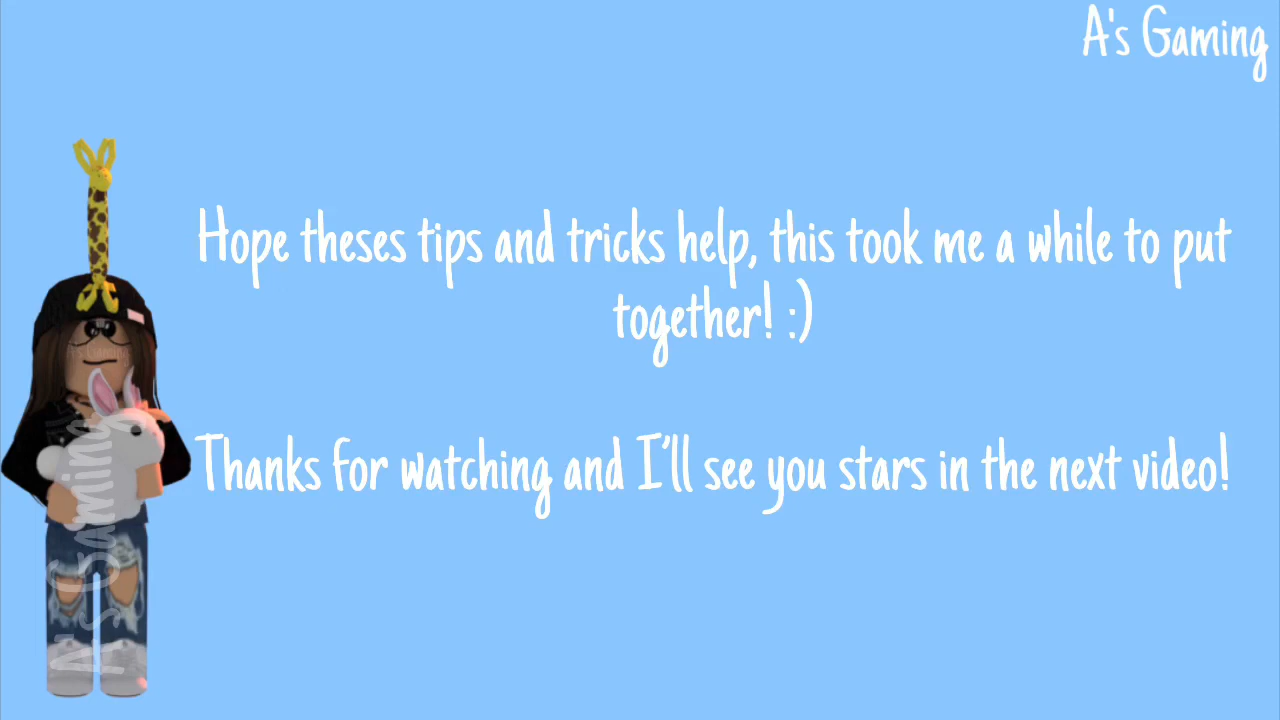 A's Gaming
Hope theses tips and tricks help, this took me a while to put
together! :)
Thanks for watching and I'll see you stars in the next video!
A's Gaming